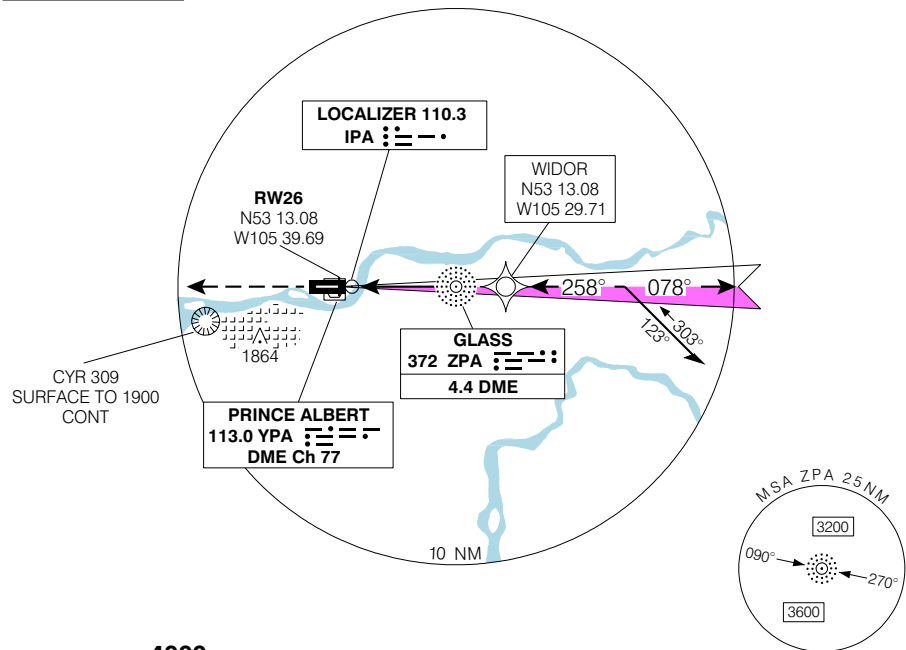 LOCALIZER 110.3
IPA
WIDOR
N53 13.08
W105 29.71
RW26
N53 13.08
W105 39.69
258°
078°
303°
123°
GLASS
372 ZPA
4.4 DME
1864
CYR 309
SURFACE TO 1900
CONT
PRINCE ALBERT
113.0 YPA
DME Ch 77
10 NM
MSA ZPA 25NM
3200
090°
270°
3600